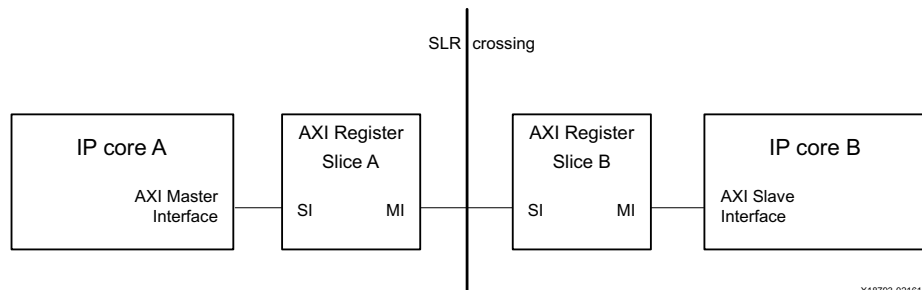 SLR crossing
IP core A
AXI Master
Interface
AXI Register
Slice A
SI MI
AXI Register
Slice B
SI MI
IP core B
AXI Slave
Interface